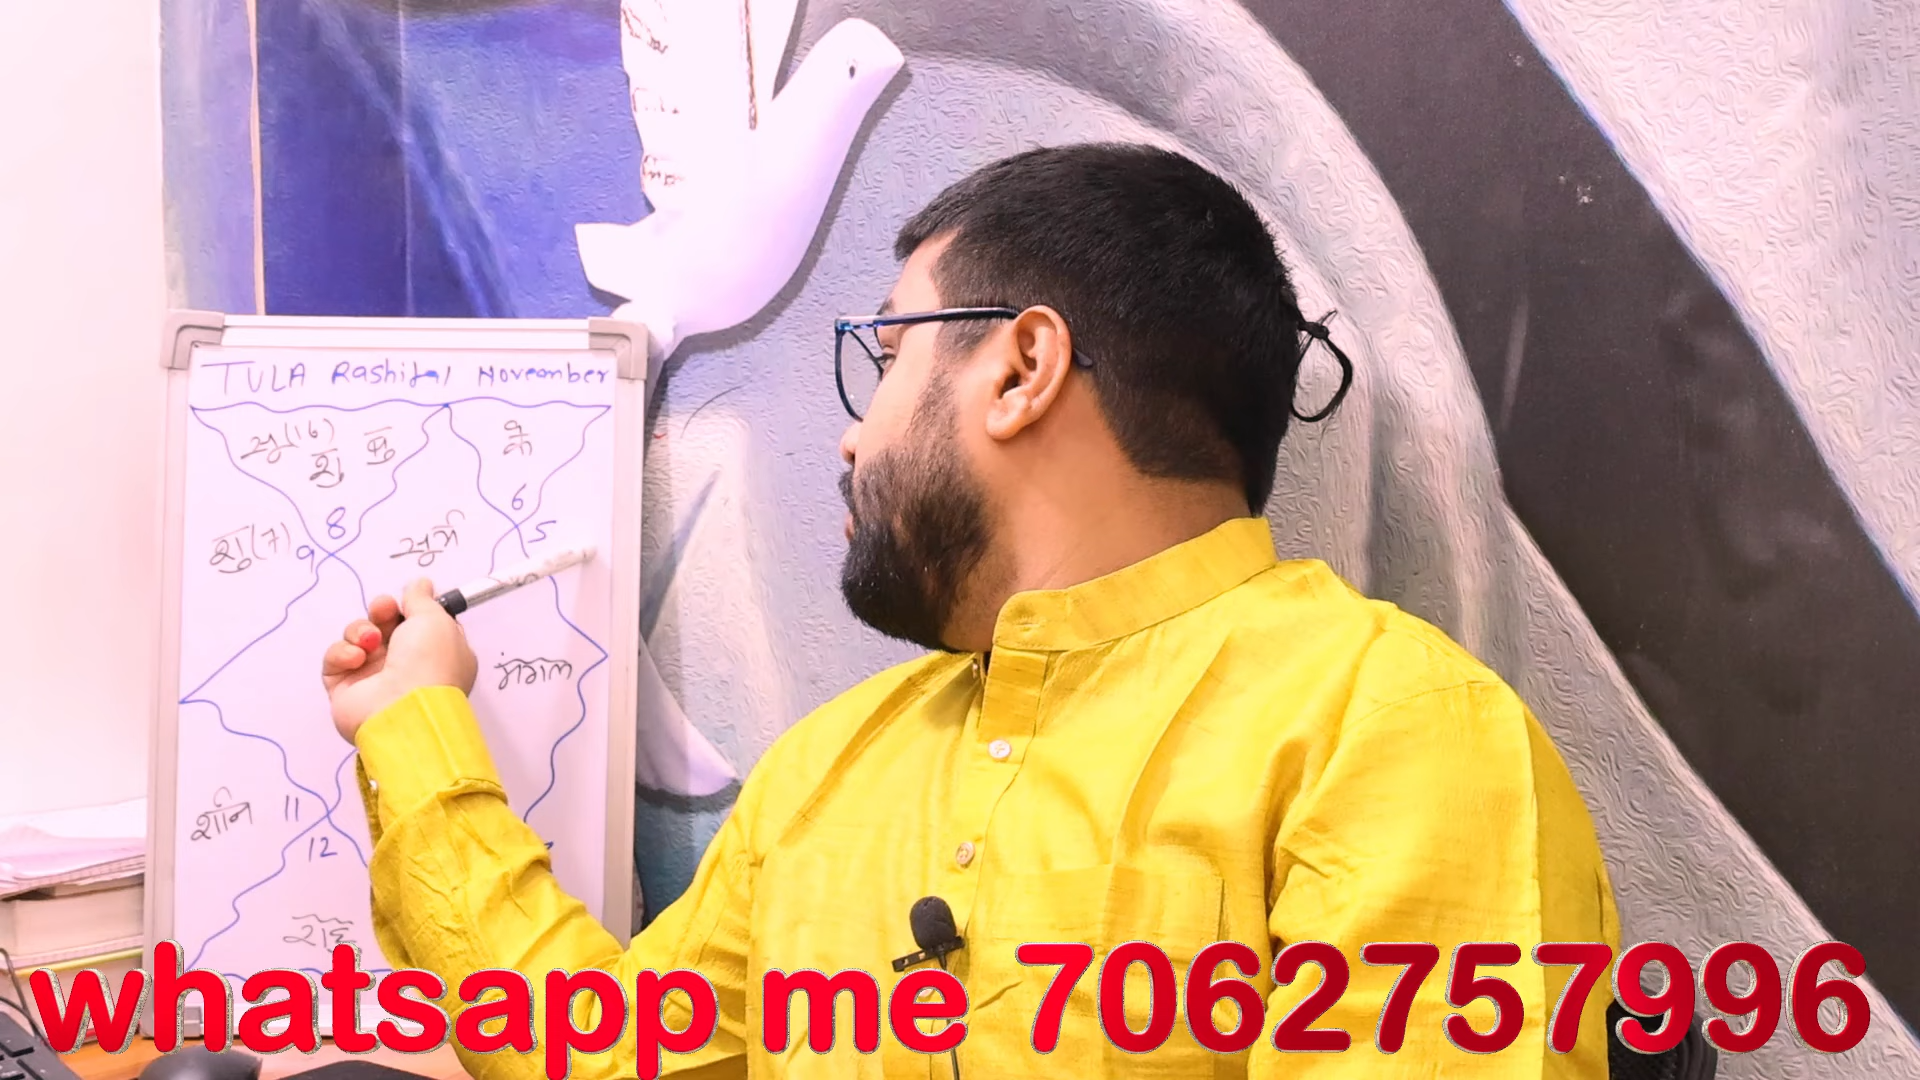 TULA Rashifal November
सु(16) शु बु
के
6
8
5
शु(7) 9
सुर्य
मंगल
शनि 11
12
राहु
whatsapp me 7062757996